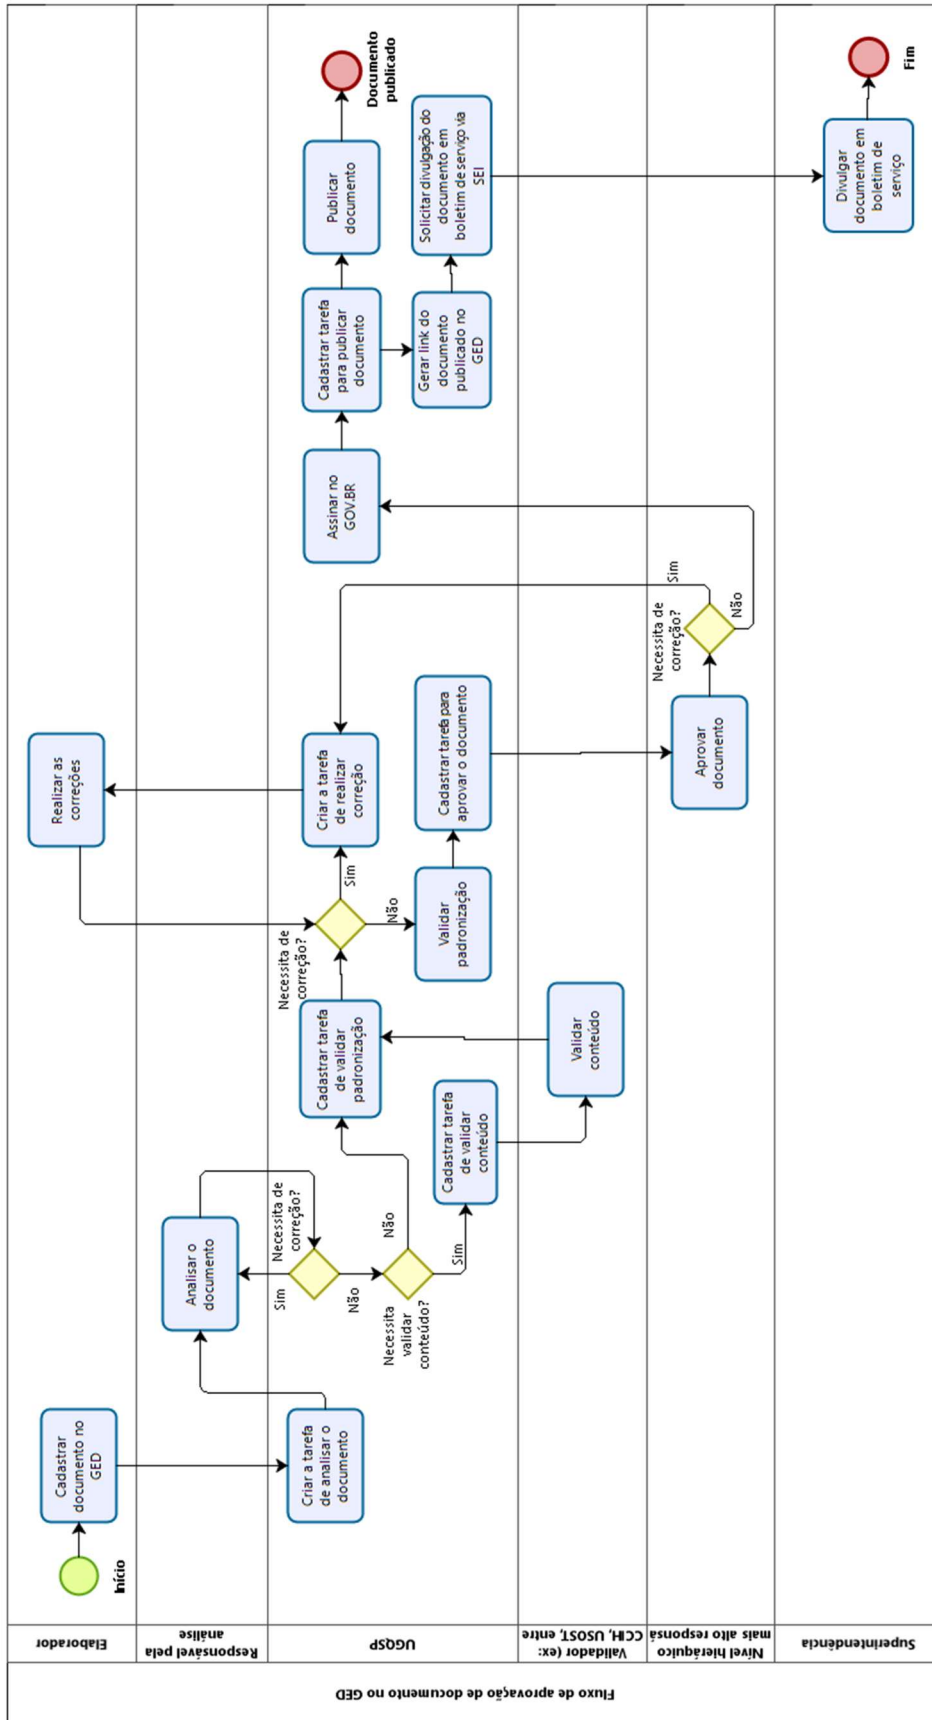 Fluxo de aprovação de documento no GED
Elaborador
Início
Cadastrar
documento no
GED
Realizar as
correções
Responsável pela
análise
Analisar o
documento
UGQSP
Criar a tarefa
de analisar o
documento
Necessita de
correção?
Sim
Não
Necessita
validar
conteúdo?
Não
Sim
Cadastrar tarefa
de validar
conteúdo
Cadastrar tarefa
de validar
padronização
Necessita de
correção?
Sim
Não
Criar a tarefa
de realizar
correção
Validar
padronização
Cadastrar tarefa para
aprovar o documento
Assinar no
GOV.BR
Cadastrar tarefa
para publicar
documento
Publicar
documento
Documento
publicado
Gerar link do
documento
publicado no
GED
Solicitar divulgação do
documento em
boletim de serviço via
SEI
Validador (ex:
CCIH, USOST, entre
Validar
conteúdo
Nível hieráquico
mais alto responsá
Aprovar
documento
Necessita de
correção?
Sim
Não
Superintendência
Divulgar
documento em
boletim de
serviço
Fim